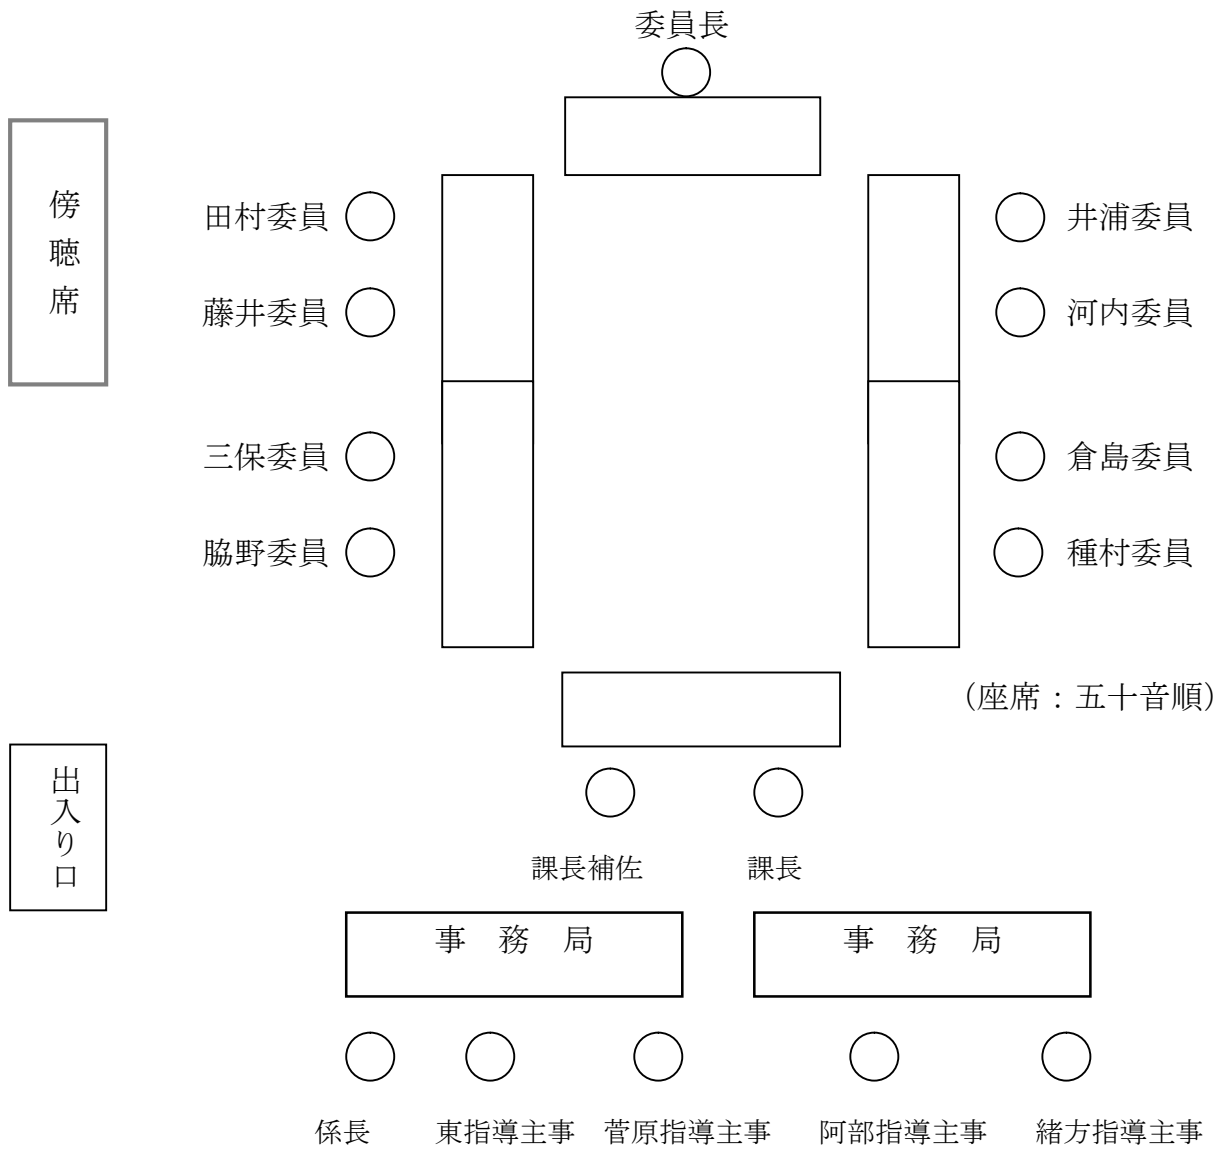 委員長
傍聴席
田村委員
井浦委員
藤井委員
河内委員
三保委員
倉島委員
脇野委員
種村委員
（座席：五十音順）
出入り口
課長補佐
課長
事　務　局
事　務　局
係長
東指導主事
菅原指導主事
阿部指導主事
緒方指導主事